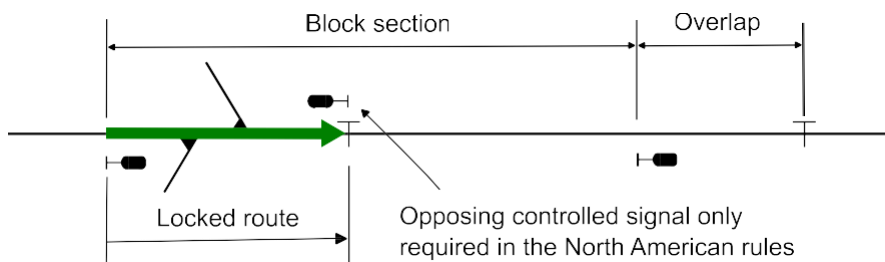 Block section
Overlap
Locked route
Opposing controlled signal only
required in the North American rules